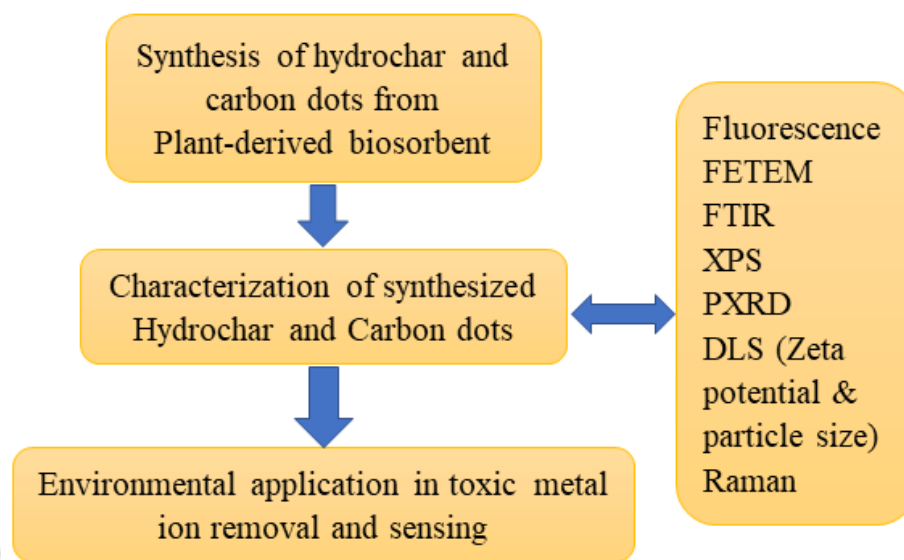 Synthesis of hydrochar and
carbon dots from
Plant-derived biosorbent
Characterization of synthesized
Hydrochar and Carbon dots
Environmental application in toxic metal
ion removal and sensing
Fluorescence
FETEM
FTIR
XPS
PXRD
DLS (Zeta
potential &
particle size)
Raman